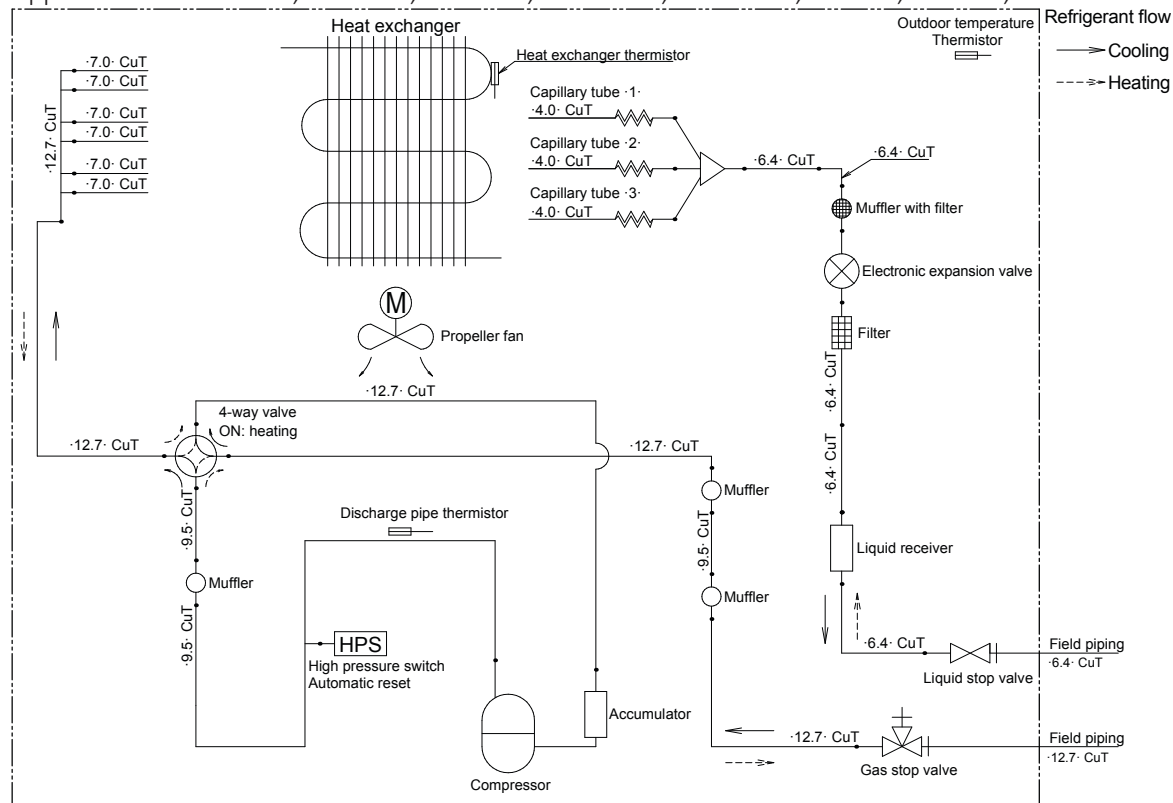 Heat exchanger
Outdoor temperature
Thermistor
Refrigerant flow
Cooling
Heating
Heat exchanger thermistor
·7.0· CuT
·7.0· CuT
·7.0· CuT
·7.0· CuT
·7.0· CuT
·7.0· CuT
·12.7· CuT
Capillary tube ·1·
·4.0· CuT
Capillary tube ·2·
·4.0· CuT
Capillary tube ·3·
·4.0· CuT
·6.4· CuT
·6.4· CuT
Muffler with filter
Electronic expansion valve
Filter
M
Propeller fan
·6.4· CuT
·12.7· CuT
4-way valve
ON: heating
·12.7· CuT
·12.7· CuT
·6.4· CuT
Muffler
·9.5· CuT
Discharge pipe thermistor
·9.5· CuT
Liquid receiver
Muffler
Muffler
·9.5· CuT
HPS
High pressure switch
Automatic reset
·6.4· CuT
Field piping
·6.4· CuT
Liquid stop valve
Accumulator
·12.7· CuT
Field piping
·12.7· CuT
Gas stop valve
Compressor